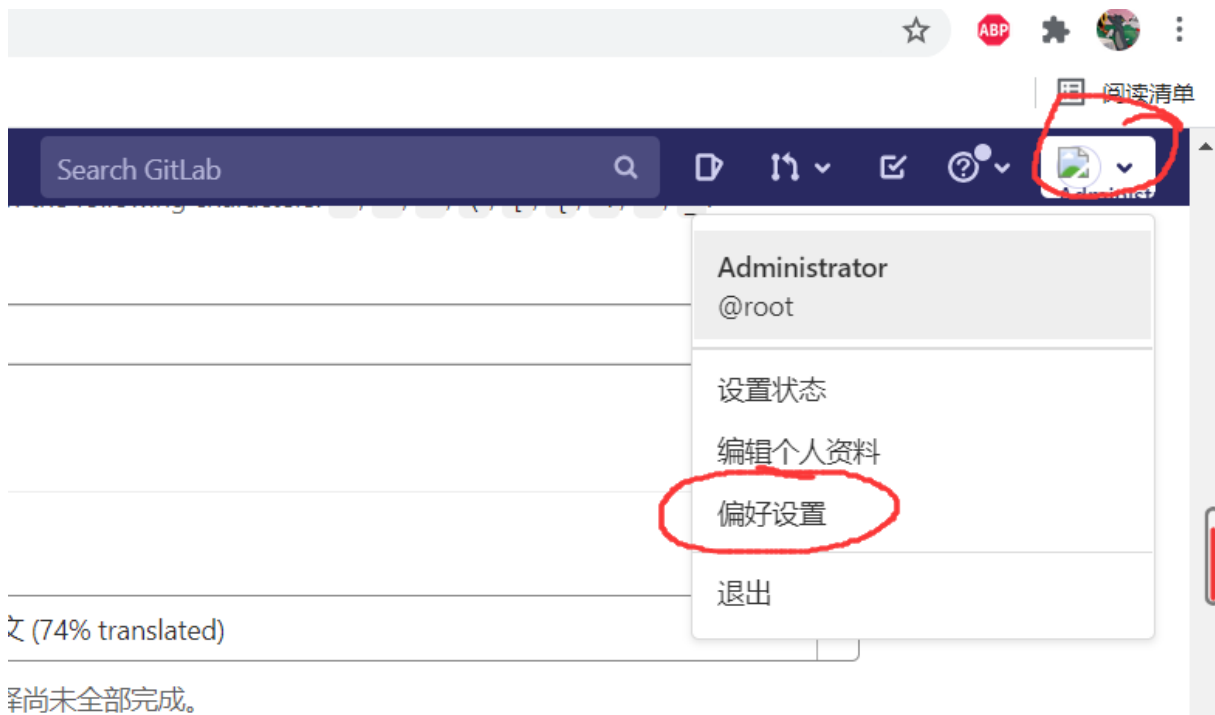 ABP
阅读清单
Search GitLab
Administrator
@root
设置状态
编辑个人资料
偏好设置
退出
文 (74% translated)
尚未全部完成。